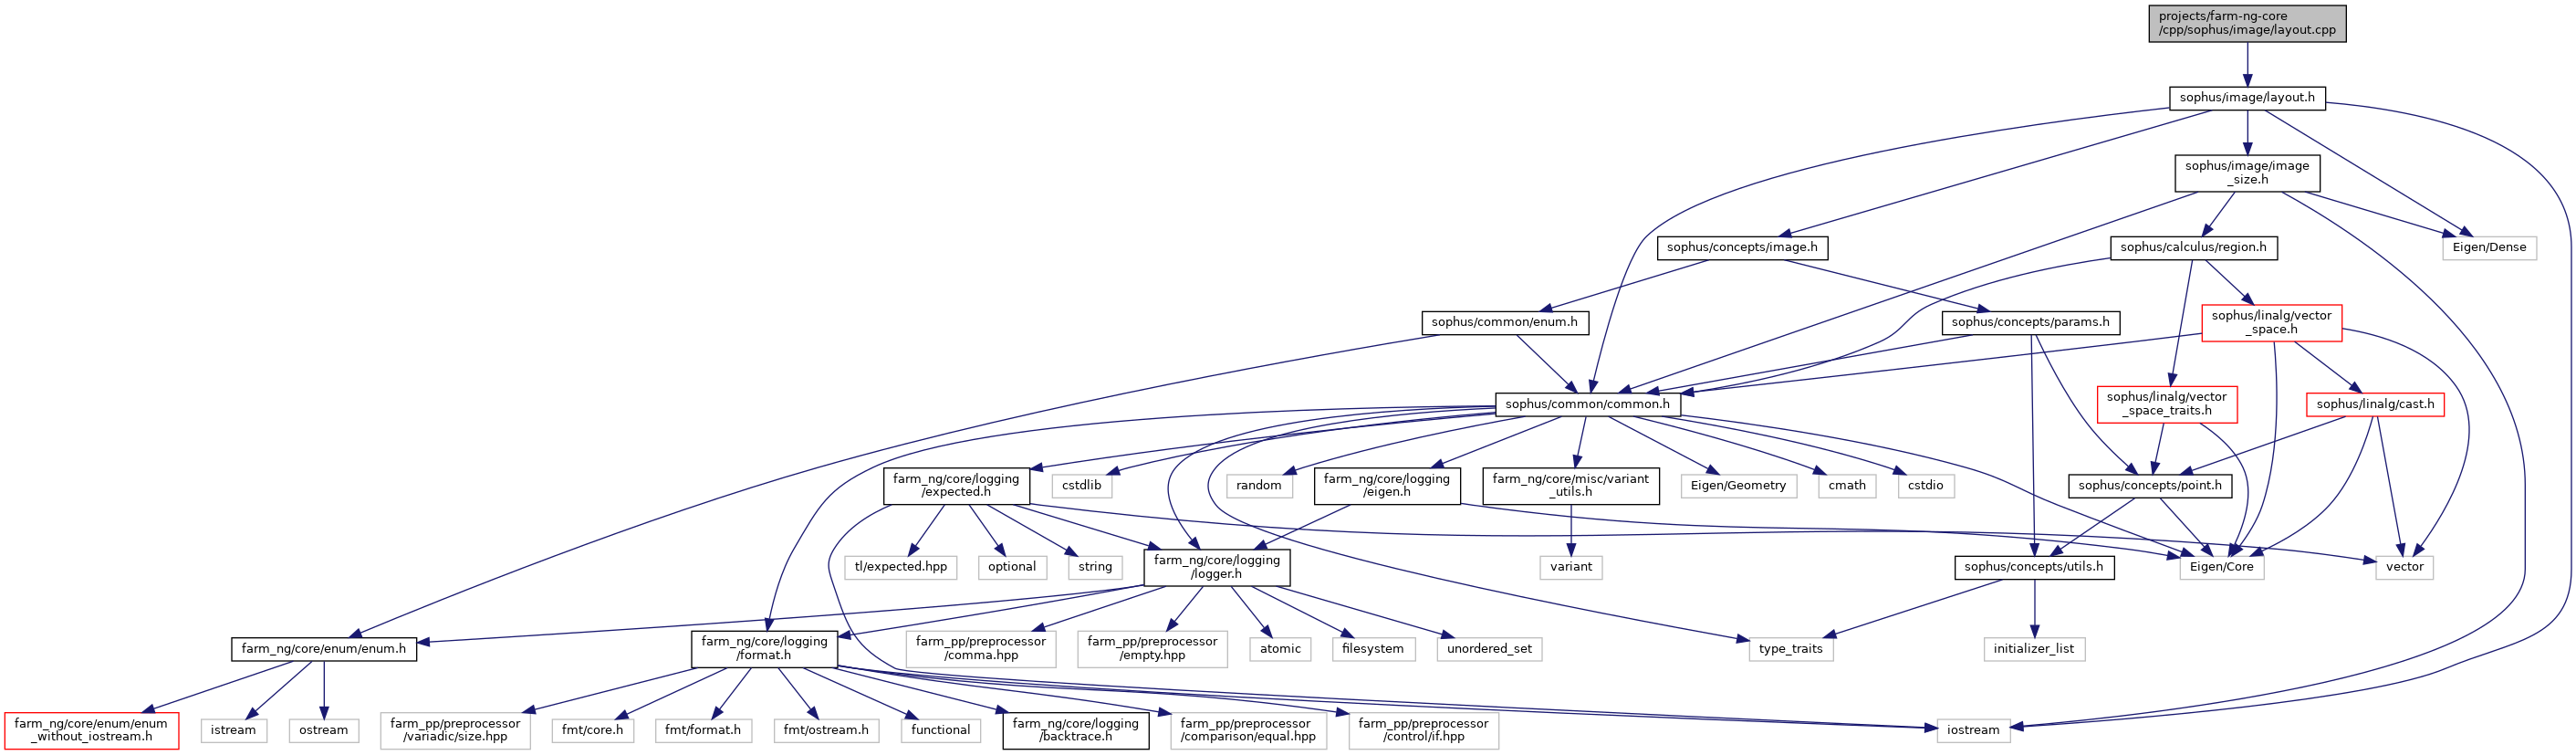 projects/farm-ng-core
/cpp/sophus/image/layout.cpp
sophus/image/layout.h
sophus/image/image
_size.h
sophus/concepts/image.h
sophus/calculus/region.h
Eigen/Dense
sophus/common/enum.h
sophus/concepts/params.h
sophus/linalg/vector
_space.h
sophus/common/common.h
sophus/linalg/vector
_space_traits.h
sophus/linalg/cast.h
farm_ng/core/logging
/expected.h
cstdlib
random
farm_ng/core/logging
/eigen.h
farm_ng/core/misc/variant
_utils.h
Eigen/Geometry
cmath
cstdio
sophus/concepts/point.h
tl/expected.hpp
optional
string
farm_ng/core/logging
/logger.h
variant
sophus/concepts/utils.h
Eigen/Core
vector
farm_ng/core/enum/enum.h
farm_ng/core/logging
/format.h
farm_pp/preprocessor
/comma.hpp
farm_pp/preprocessor
/empty.hpp
atomic
filesystem
unordered_set
type_traits
initializer_list
farm_ng/core/enum/enum
_without_iostream.h
istream
ostream
farm_pp/preprocessor
/variadic/size.hpp
fmt/core.h
fmt/format.h
fmt/ostream.h
functional
farm_ng/core/logging
/backtrace.h
farm_pp/preprocessor
/comparison/equal.hpp
farm_pp/preprocessor
/control/if.hpp
iostream